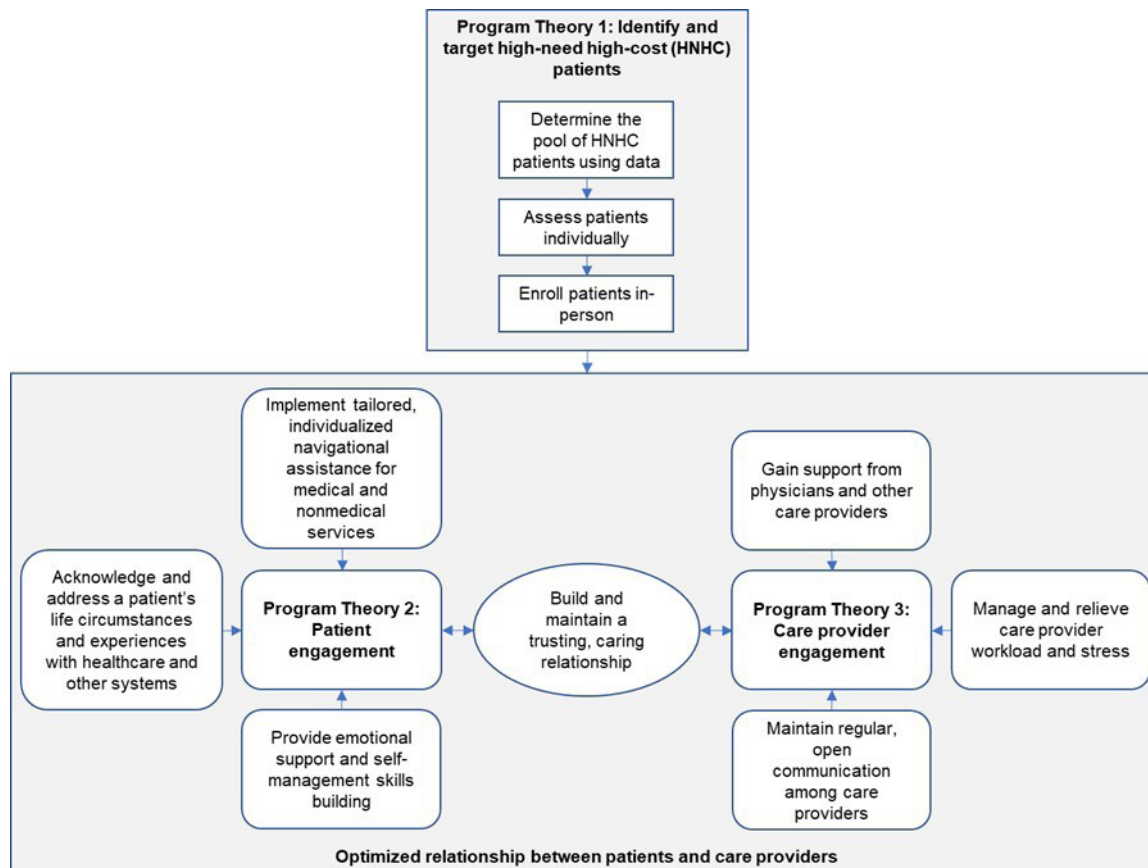 Program Theory 1: Identify and
target high-need high-cost (HNHC)
patients
Determine the
pool of HNHC
patients using data
Assess patients
individually
Enroll patients in-
person
Implement tailored,
individualized
navigational
assistance for
medical and
nonmedical
services
Gain support from
physicians and other
care providers
Acknowledge and
address a patient’s
life circumstances
and experiences
with healthcare and
other systems
Program Theory 2:
Patient
engagement
Build and
maintain a
trusting, caring
relationship
Program Theory 3:
Care provider
engagement
Manage and relieve
care provider
workload and stress
Provide emotional
support and self-
management skills
building
Maintain regular,
open
communication
among care
providers
Optimized relationship between patients and care providers